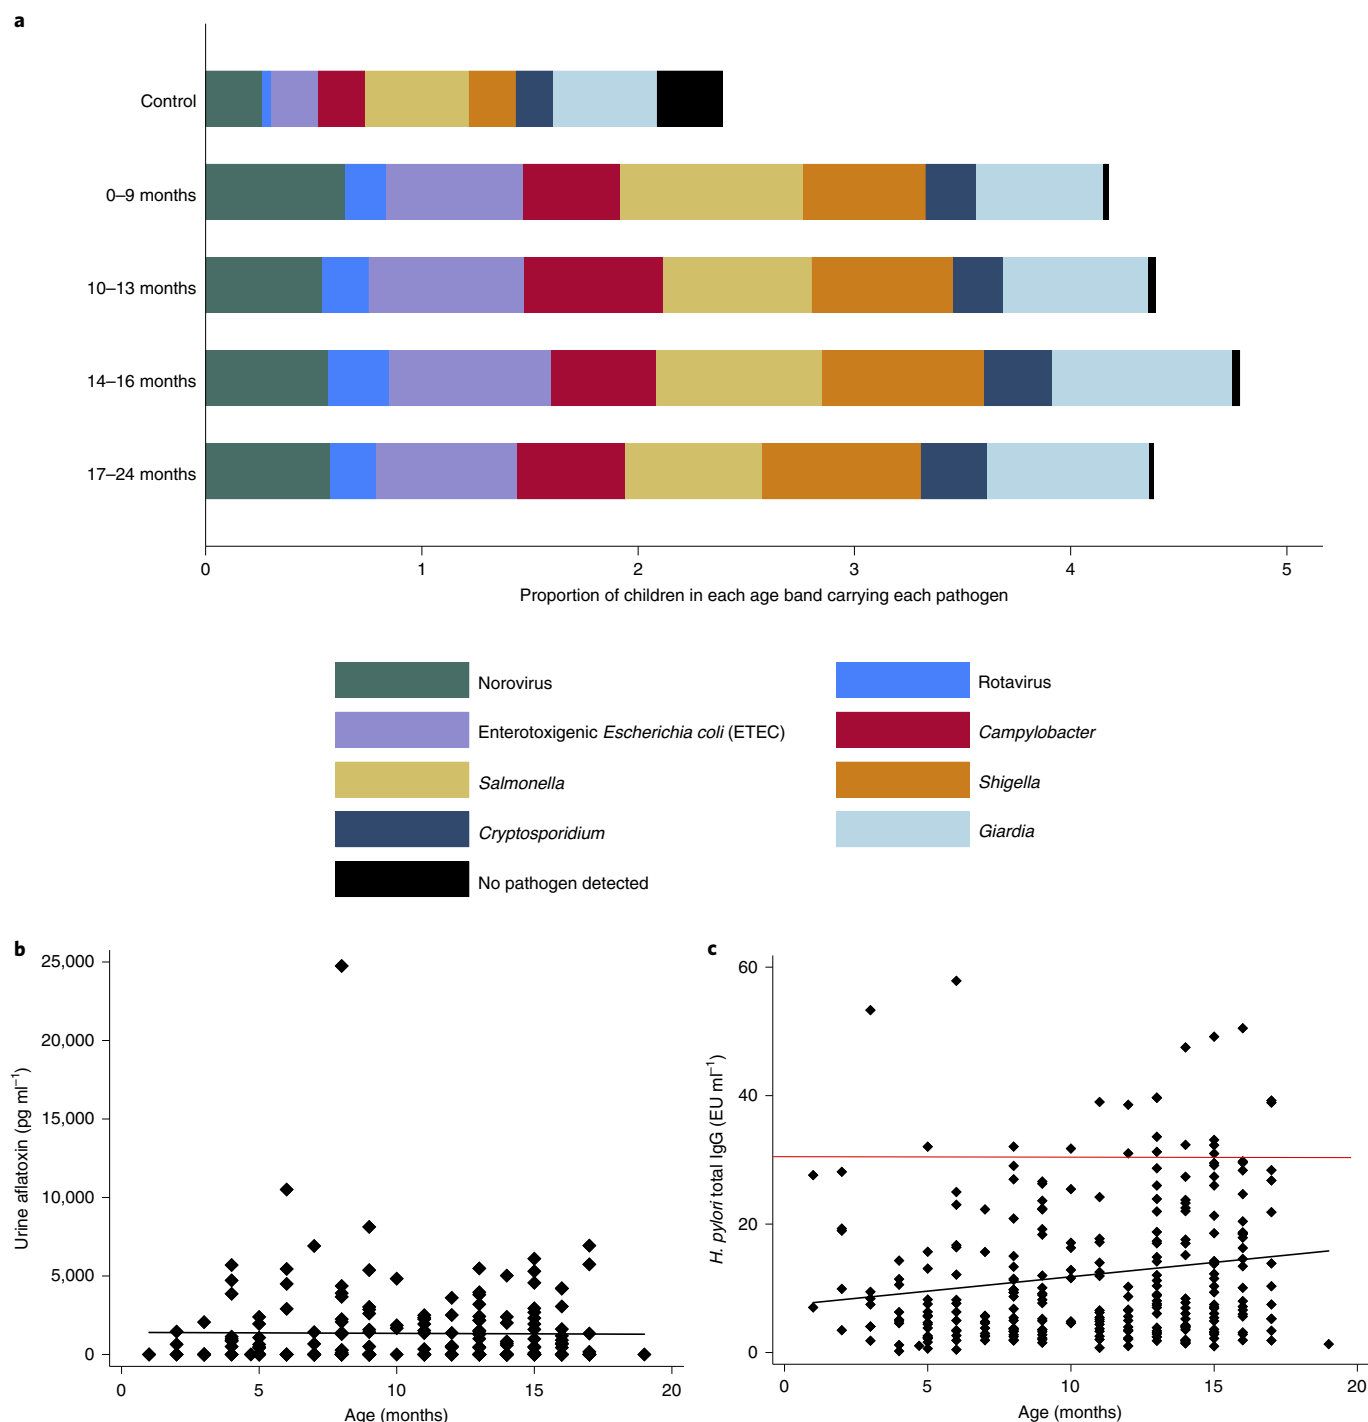 a
Control
0–9 months
10–13 months
14–16 months
17–24 months
0 1 2 3 4 5
Proportion of children in each age band carrying each pathogen
Norovirus
Rotavirus
Enterotoxigenic Escherichia coli (ETEC)
Campylobacter
Salmonella
Shigella
Cryptosporidium
Giardia
No pathogen detected
b
25,000
20,000
15,000
10,000
5,000
0
Urine aflatoxin (pg ml⁻¹)
0 5 10 15 20
Age (months)
c
60
40
20
0
H. pylori total IgG (EU ml⁻¹)
0 5 10 15 20
Age (months)